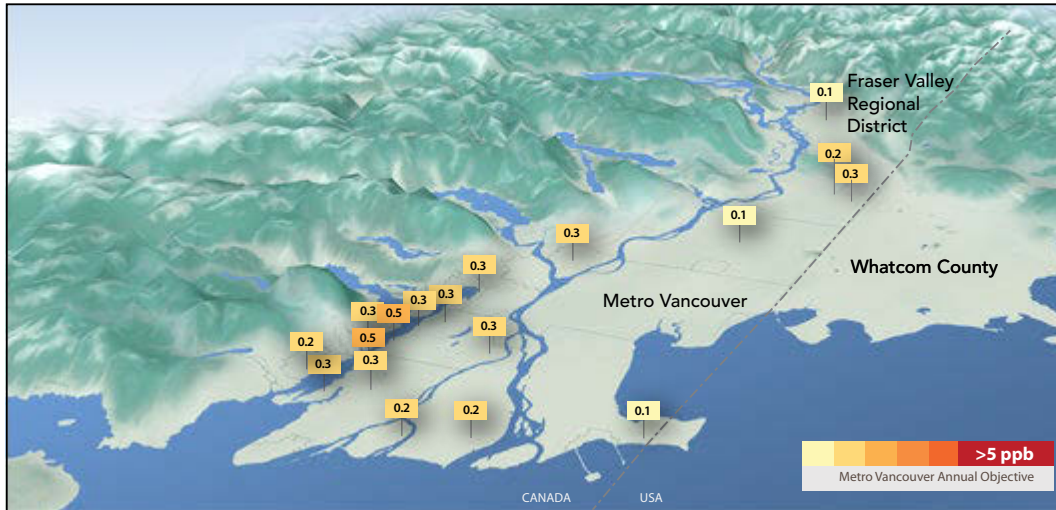 0.1
Fraser Valley
Regional
District
0.2
0.3
0.1
0.3
Whatcom County
0.3
0.3
0.3
0.5
0.3
Metro Vancouver
0.3
0.5
0.2
0.3
0.3
0.2
0.2
0.1
>5 ppb
Metro Vancouver Annual Objective
CANADA
USA